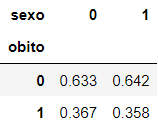 sexo 0 1
obito
0 0.633 0.642
1 0.367 0.358